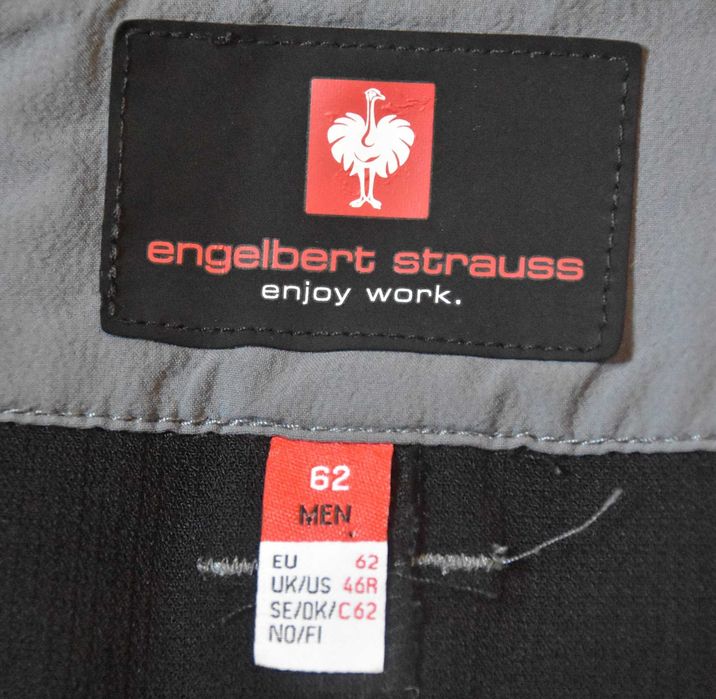 engelbert strauss
enjoy work.
62
MEN
EU 62
UK/US 46R
SE/DK/ C62
NO/FI